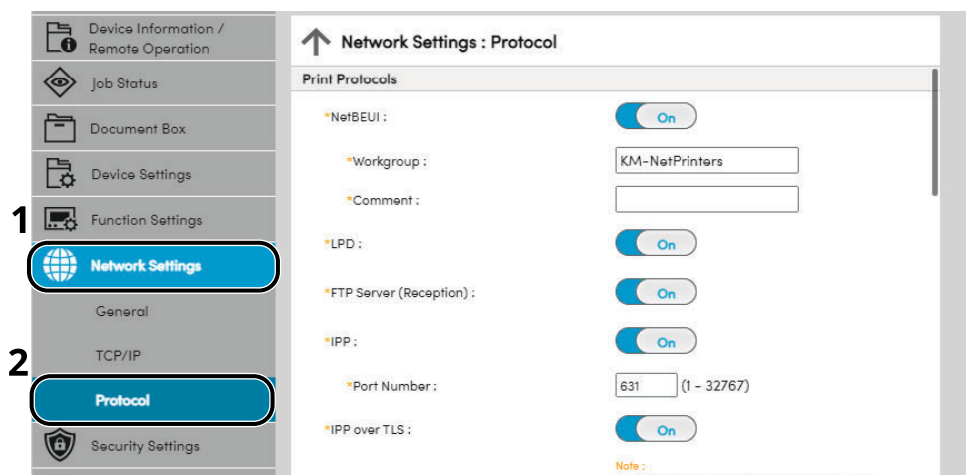 Device Information /
Remote Operation
Job Status
Document Box
Device Settings
1
Function Settings
Network Settings
General
TCP/IP
2
Protocol
Security Settings
Network Settings : Protocol
Print Protocols
*NetBEUI :
On
*Workgroup :
KM-NetPrinters
*Comment :
*LPD :
On
*FTP Server (Reception) :
On
*IPP :
On
*Port Number :
631
(1 - 32767)
*IPP over TLS :
On
Note :